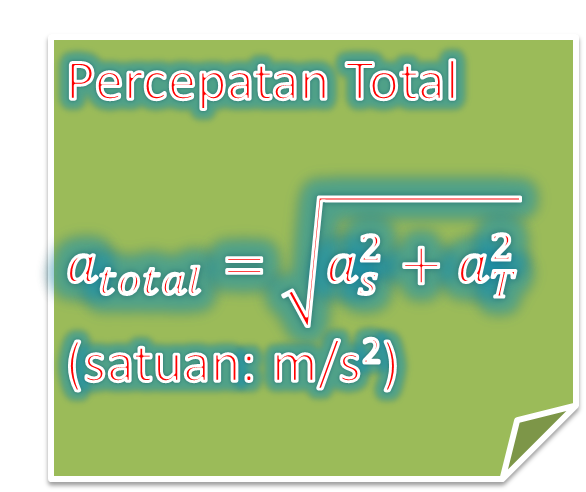 Percepatan Total
a_total = √(a_s² + a_T²)
(satuan: m/s²)